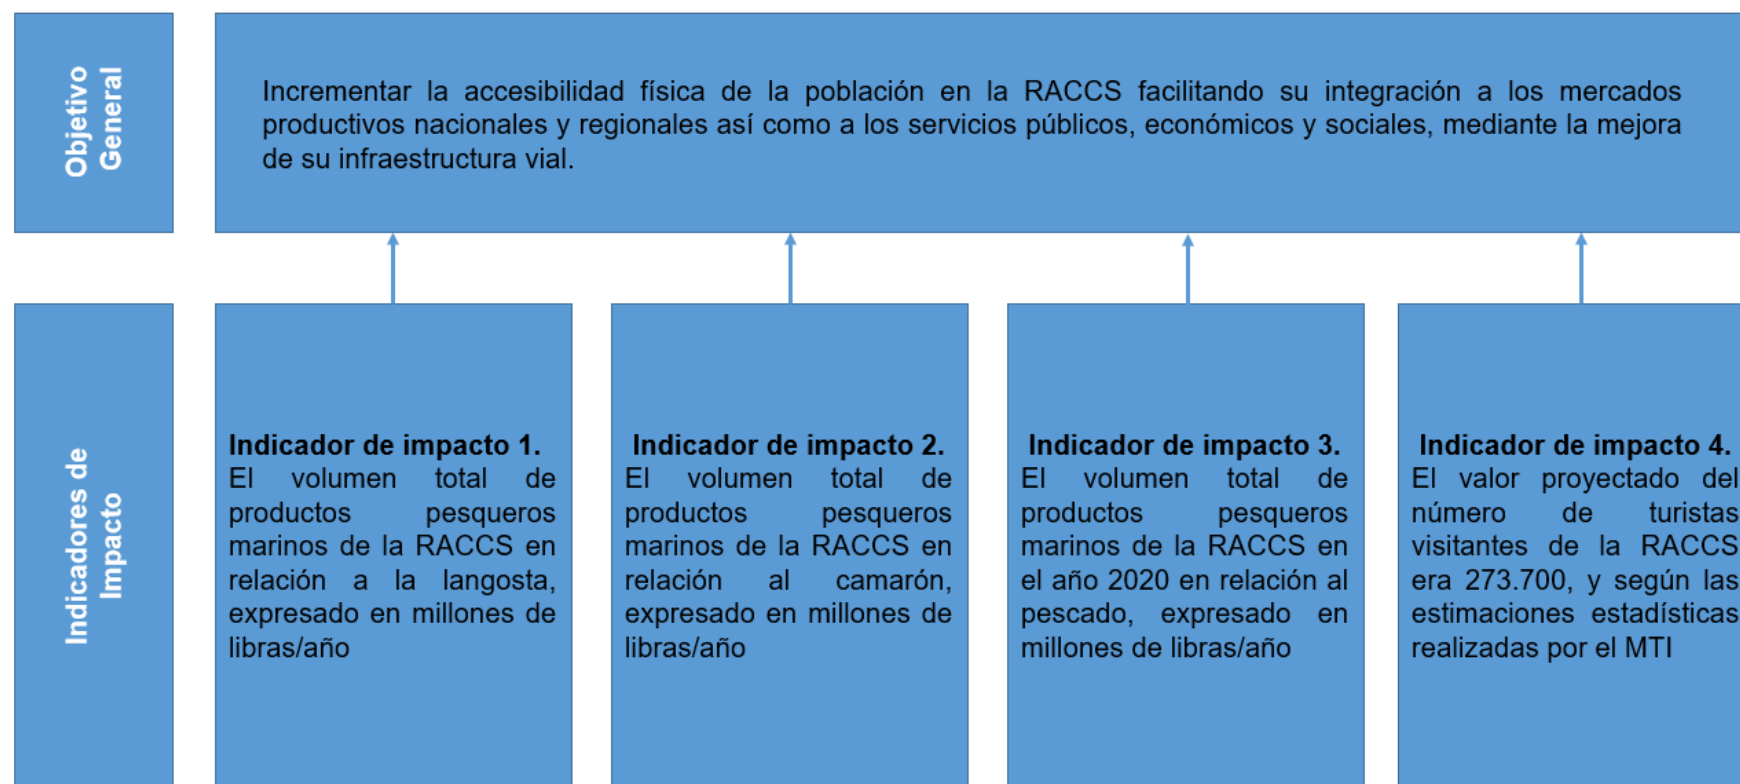 Objetivo
General
Incrementar la accesibilidad física de la población en la RACCS facilitando su integración a los mercados
productivos nacionales y regionales así como a los servicios públicos, económicos y sociales, mediante la mejora
de su infraestructura vial.
Indicadores de
Impacto
Indicador de impacto 1.
El volumen total de
productos pesqueros
marinos de la RACCS en
relación a la langosta,
expresado en millones de
libras/año
Indicador de impacto 2.
El volumen total de
productos pesqueros
marinos de la RACCS en
relación al camarón,
expresado en millones de
libras/año
Indicador de impacto 3.
El volumen total de
productos pesqueros
marinos de la RACCS en
el año 2020 en relación al
pescado, expresado en
millones de libras/año
Indicador de impacto 4.
El valor proyectado del
número de turistas
visitantes de la RACCS
era 273.700, y según las
estimaciones estadísticas
realizadas por el MTI